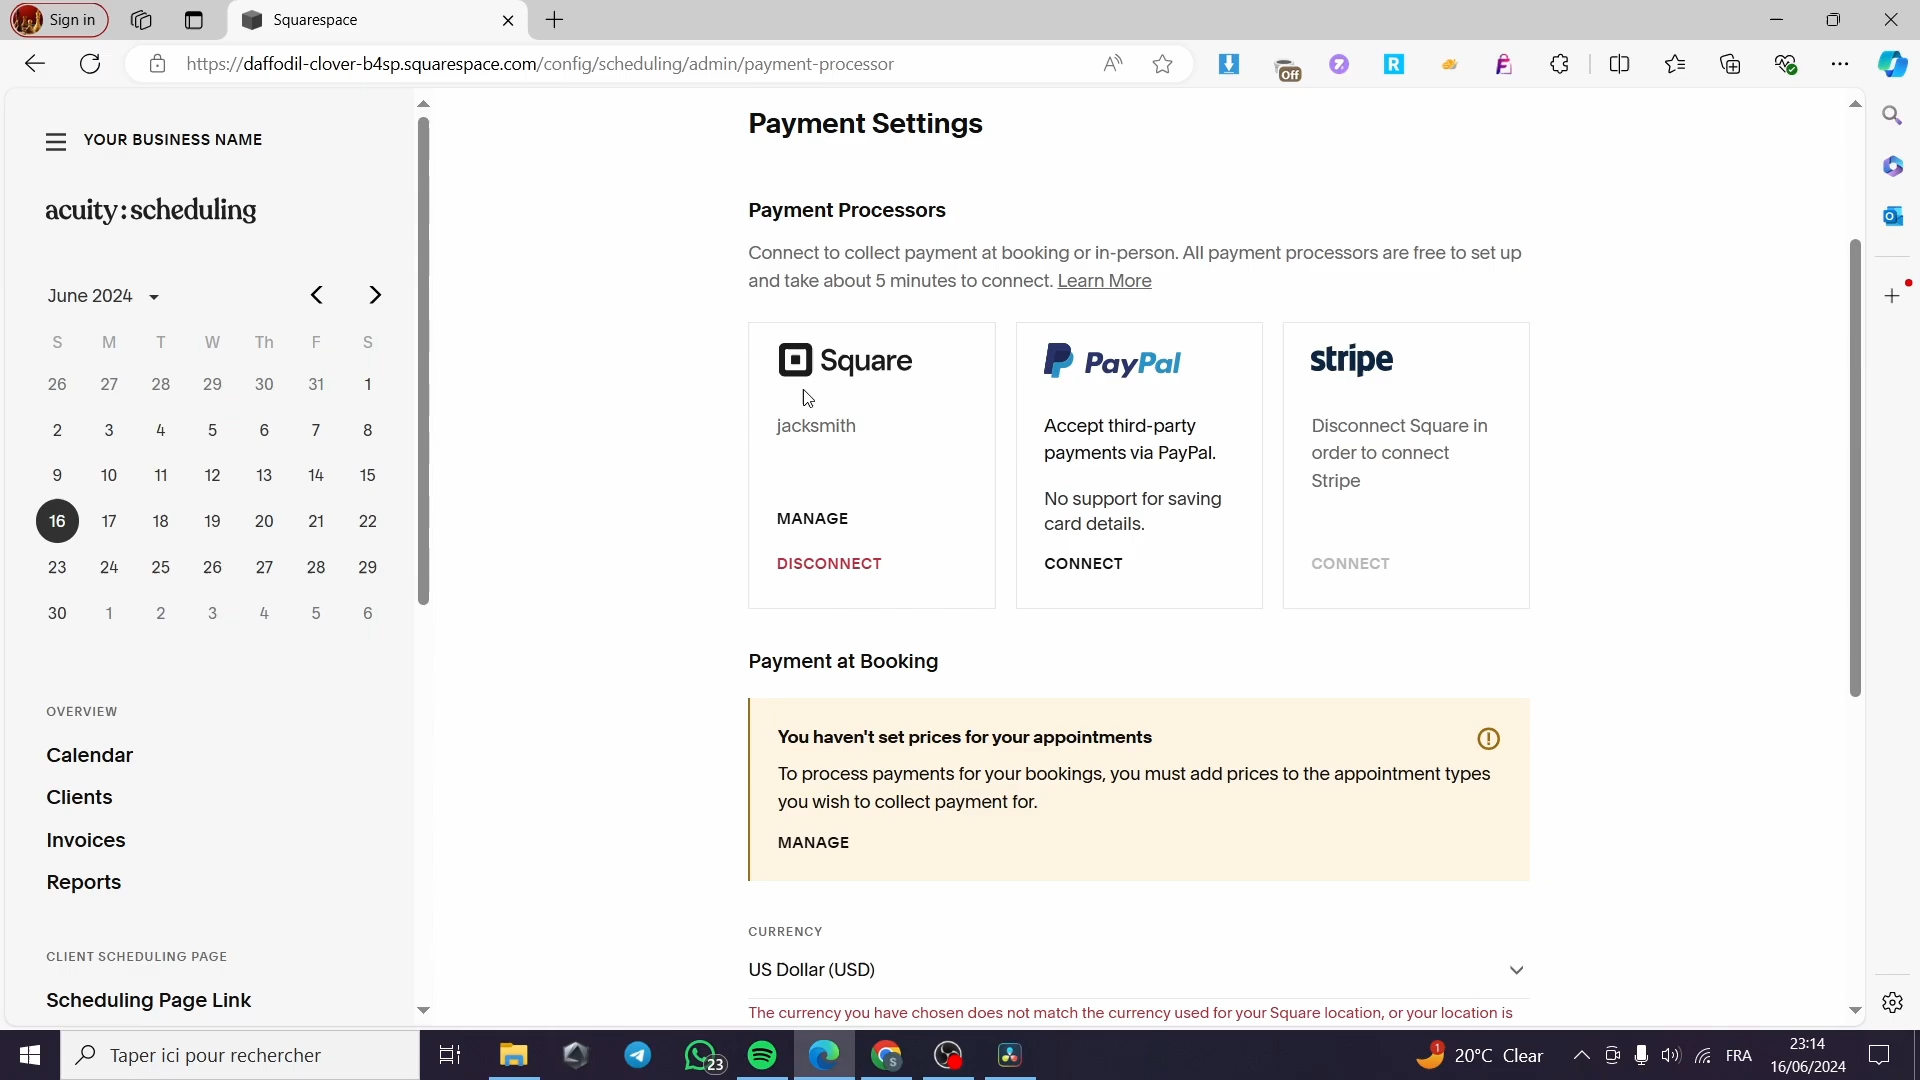 Sign in
Squarespace
https://daffodil-clover-b4sp.squarespace.com/config/scheduling/admin/payment-processor
Off
YOUR BUSINESS NAME
acuity:scheduling
June 2024
S M T W Th F S
26 27 28 29 30 31 1
2 3 4 5 6 7 8
9 10 11 12 13 14 15
16 17 18 19 20 21 22
23 24 25 26 27 28 29
30 1 2 3 4 5 6
OVERVIEW
Calendar
Clients
Invoices
Reports
CLIENT SCHEDULING PAGE
Scheduling Page Link
Payment Settings
Payment Processors
Connect to collect payment at booking or in-person. All payment processors are free to set up
and take about 5 minutes to connect. Learn More
Square
jacksmith
MANAGE
DISCONNECT
PayPal
Accept third-party
payments via PayPal.
No support for saving
card details.
CONNECT
stripe
Disconnect Square in
order to connect
Stripe
CONNECT
Payment at Booking
You haven't set prices for your appointments
To process payments for your bookings, you must add prices to the appointment types
you wish to collect payment for.
MANAGE
CURRENCY
US Dollar (USD)
The currency you have chosen does not match the currency used for your Square location, or your location is
Taper ici pour rechercher
23
1
20°C Clear
FRA
23:14
16/06/2024